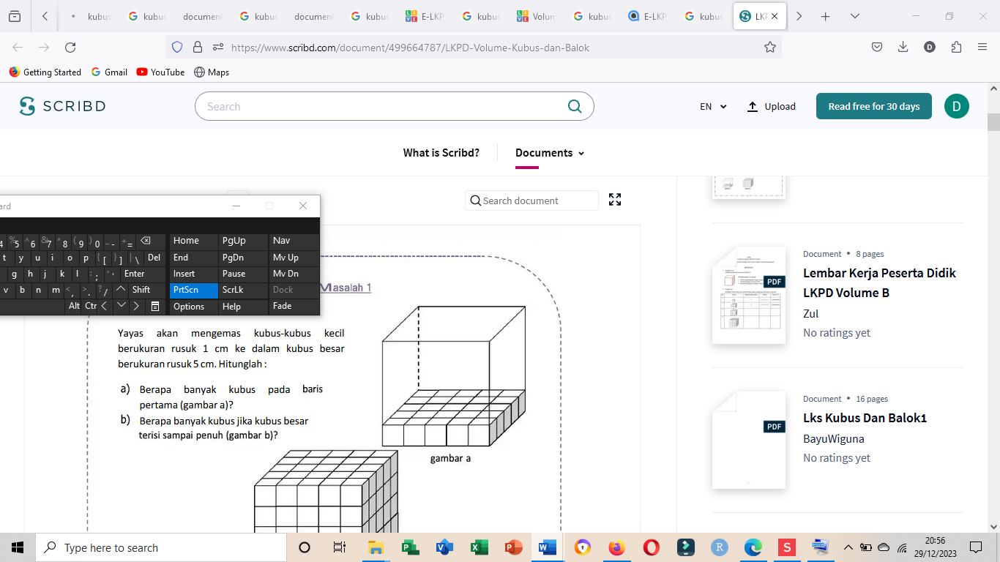 kubus
kubus
document
kubus
document
kubus
E-LKP
kubus
Volum
kubus
E-LKP
kubus
LKP
https://www.scribd.com/document/499664787/LKPD-Volume-Kubus-dan-Balok
Getting Started
Gmail
YouTube
Maps
SCRIBD
Search
EN
Upload
Read free for 30 days
D
What is Scribd?
Documents
Search document
ard
4 % 5 ^ 6 & 7 * 8 ( 9 ) 0 _ - + =
Home PgUp Nav
t y u i o p { [ } ] | \ Del
End PgDn Mv Up
g h j k l : ; " ' Enter
Insert Pause Mv Dn
v b n m < , > . ? / Shift
PrtScn ScrLk Dock
Alt Ctr
Options Help Fade
Masalah 1
Yayas akan mengemas kubus-kubus kecil
berukuran rusuk 1 cm ke dalam kubus besar
berukuran rusuk 5 cm. Hitunglah :
a) Berapa banyak kubus pada baris
pertama (gambar a)?
b) Berapa banyak kubus jika kubus besar
terisi sampai penuh (gambar b)?
gambar a
PDF
Document • 8 pages
Lembar Kerja Peserta Didik
LKPD Volume B
Zul
No ratings yet
PDF
Document • 16 pages
Lks Kubus Dan Balok1
BayuWiguna
No ratings yet
Type here to search
20:56
29/12/2023